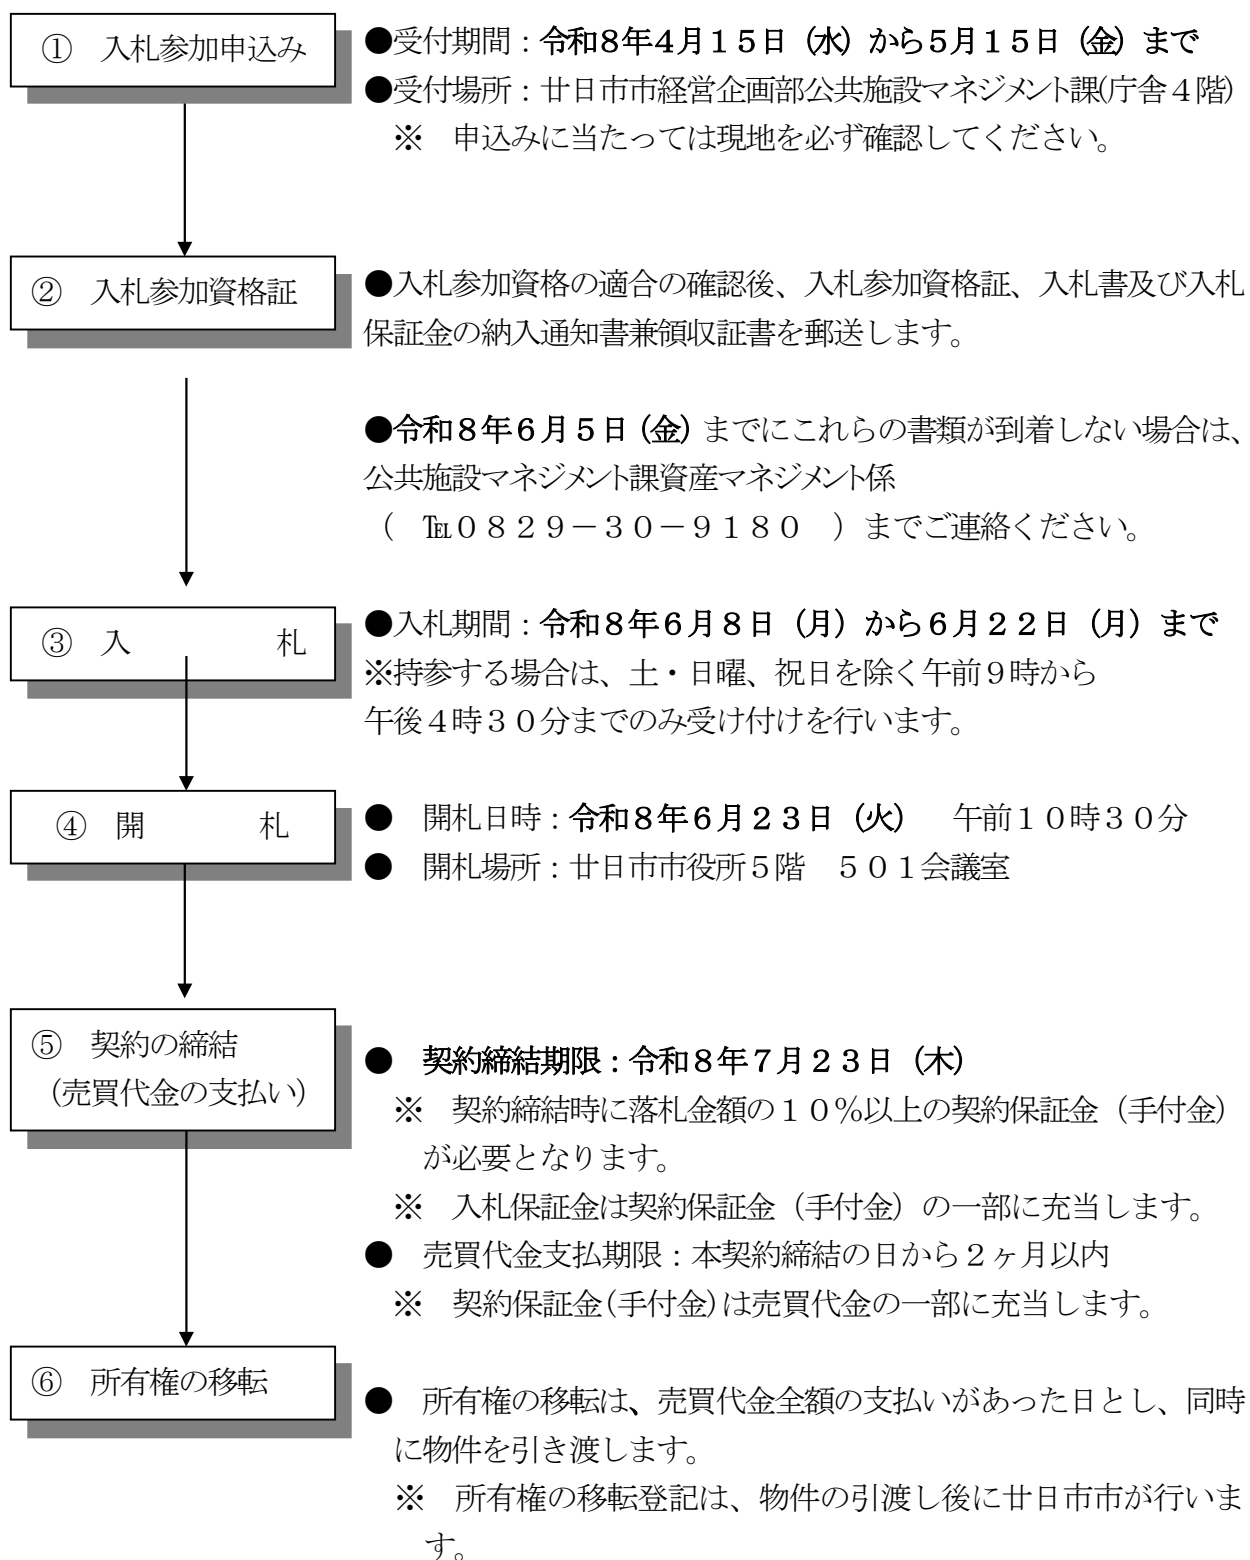 ① 入札参加申込み
●受付期間：令和８年４月１５日（水）から５月１５日（金）まで
●受付場所：廿日市市経営企画部公共施設マネジメント課(庁舎４階)
※　申込みに当たっては現地を必ず確認してください。
② 入札参加資格証
●入札参加資格の適合の確認後、入札参加資格証、入札書及び入札
保証金の納入通知書兼領収証書を郵送します。
●令和８年６月５日（金）までにこれらの書類が到着しない場合は、
公共施設マネジメント課資産マネジメント係
（　℡０８２９－３０－９１８０　）までご連絡ください。
③ 入　　　　札
●入札期間：令和８年６月８日（月）から６月２２日（月）まで
※持参する場合は、土・日曜、祝日を除く午前９時から
午後４時３０分までのみ受け付けを行います。
④ 開　　　　札
●　開札日時：令和８年６月２３日（火）　午前１０時３０分
●　開札場所：廿日市市役所５階　５０１会議室
⑤ 契約の締結
（売買代金の支払い）
●　契約締結期限：令和８年７月２３日（木）
※　契約締結時に落札金額の１０％以上の契約保証金（手付金）
が必要となります。
※　入札保証金は契約保証金（手付金）の一部に充当します。
●　売買代金支払期限：本契約締結の日から２ヶ月以内
※　契約保証金(手付金)は売買代金の一部に充当します。
⑥ 所有権の移転
●　所有権の移転は、売買代金全額の支払いがあった日とし、同時
に物件を引き渡します。
※　所有権の移転登記は、物件の引渡し後に廿日市市が行いま
す。